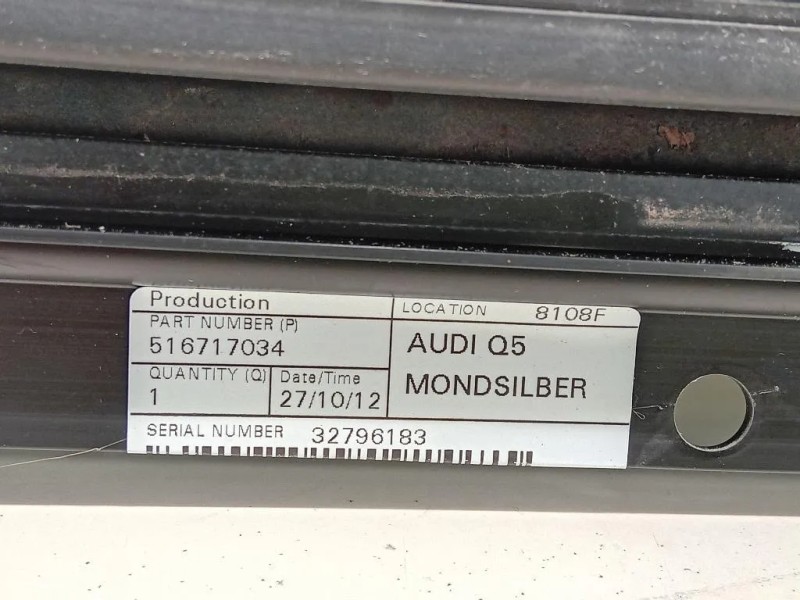 Production
LOCATION 8108F
PART NUMBER (P)
516717034
AUDI Q5
QUANTITY (Q) Date/Time
MONDSILBER
1 27/10/12
SERIAL NUMBER 32796183